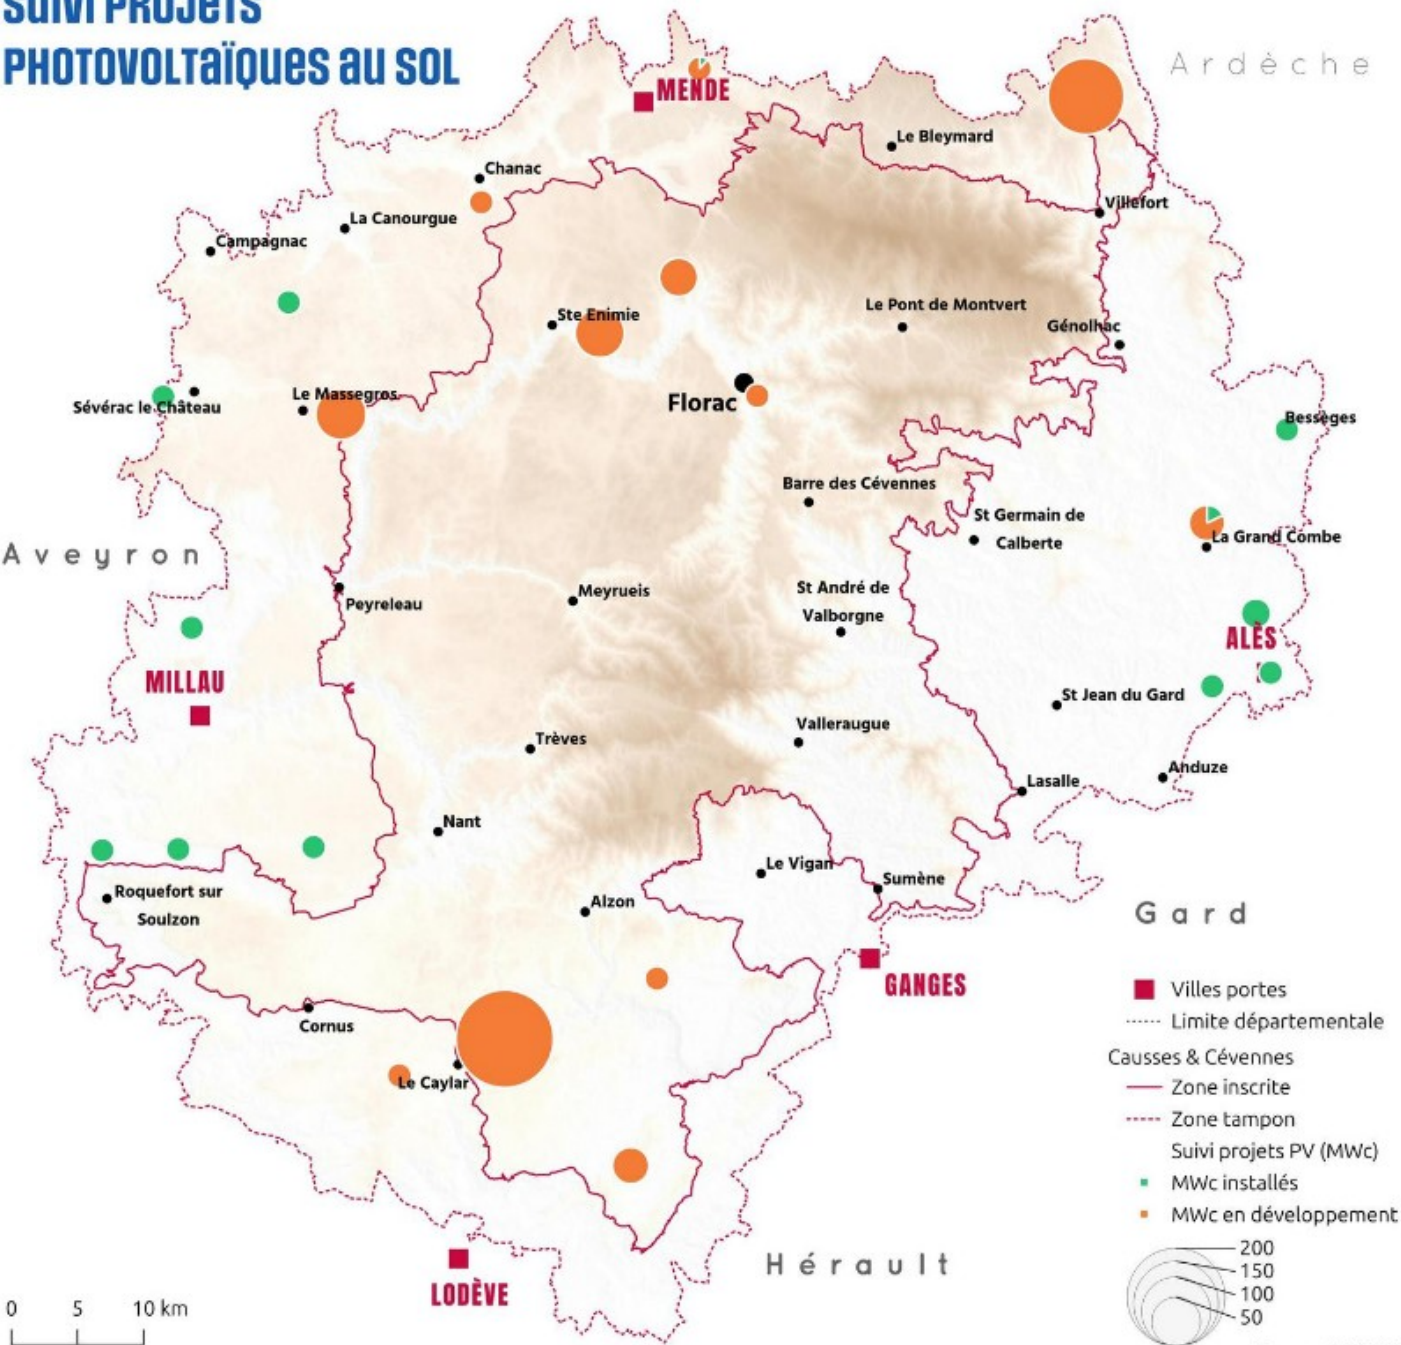 SUIVI PROJETS
PHOTOVOLTAÏQUES AU SOL
Ardèche
MENDE
Le Bleymard
Chanac
Villefort
La Canourgue
Campagnac
Le Pont de Montvert
Ste Enimie
Génolhac
Le Massegros
Sévérac le Château
Florac
Bessèges
Barre des Cévennes
St Germain de
Calberte
La Grand Combe
Aveyron
St André de
Valborgne
Meyrueis
Peyreleau
ALÈS
MILLAU
St Jean du Gard
Valleraugue
Trèves
Anduze
Lasalle
Nant
Le Vigan
Sumène
Roquefort sur
Soulzon
Alzon
Gard
GANGES
Cornus
Le Caylar
Hérault
LODÈVE
Villes portes
Limite départementale
Causses & Cévennes
Zone inscrite
Zone tampon
Suivi projets PV (MWc)
MWc installés
MWc en développement
200
150
100
50
0 5 10 km